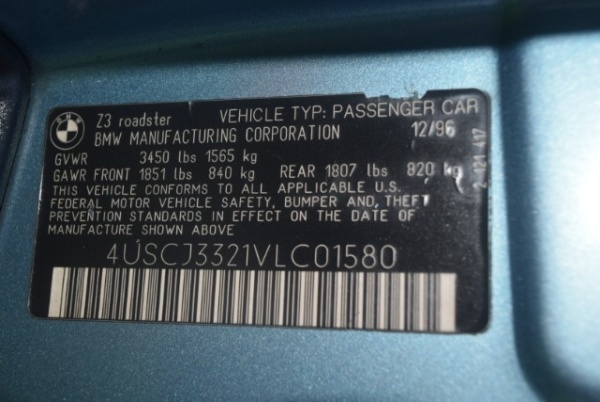 BMW
Z3 roadster VEHICLE TYP: PASSENGER CAR
BMW MANUFACTURING CORPORATION 12/96
GVWR 3450 lbs 1565 kg
GAWR FRONT 1851 lbs 840 kg REAR 1807 lbs 820 kg
THIS VEHICLE CONFORMS TO ALL APPLICABLE U.S.
FEDERAL MOTOR VEHICLE SAFETY, BUMPER AND, THEFT
PREVENTION STANDARDS IN EFFECT ON THE DATE OF
MANUFACTURE SHOWN ABOVE
4USCJ3321VLC01580